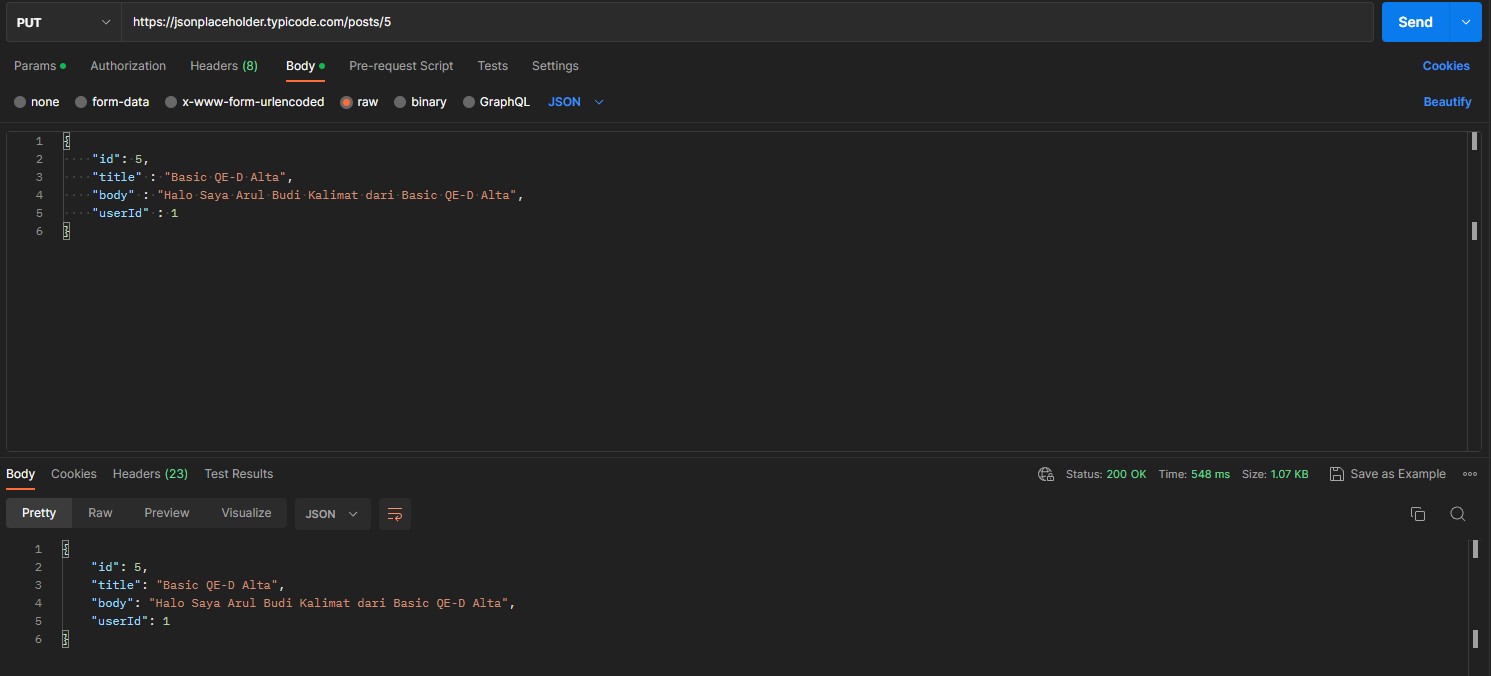 PUT https://jsonplaceholder.typicode.com/posts/5 Send
Params Authorization Headers (8) Body Pre-request Script Tests Settings Cookies
none form-data x-www-form-urlencoded raw binary GraphQL JSON Beautify
1 {
2 "id": 5,
3 "title" : "Basic QE-D Alta",
4 "body" : "Halo Saya Arul Budi Kalimat dari Basic QE-D Alta",
5 "userId" : 1
6 }
Body Cookies Headers (23) Test Results Status: 200 OK Time: 548 ms Size: 1.07 KB Save as Example
Pretty Raw Preview Visualize JSON
1 {
2 "id": 5,
3 "title": "Basic QE-D Alta",
4 "body": "Halo Saya Arul Budi Kalimat dari Basic QE-D Alta",
5 "userId": 1
6 }